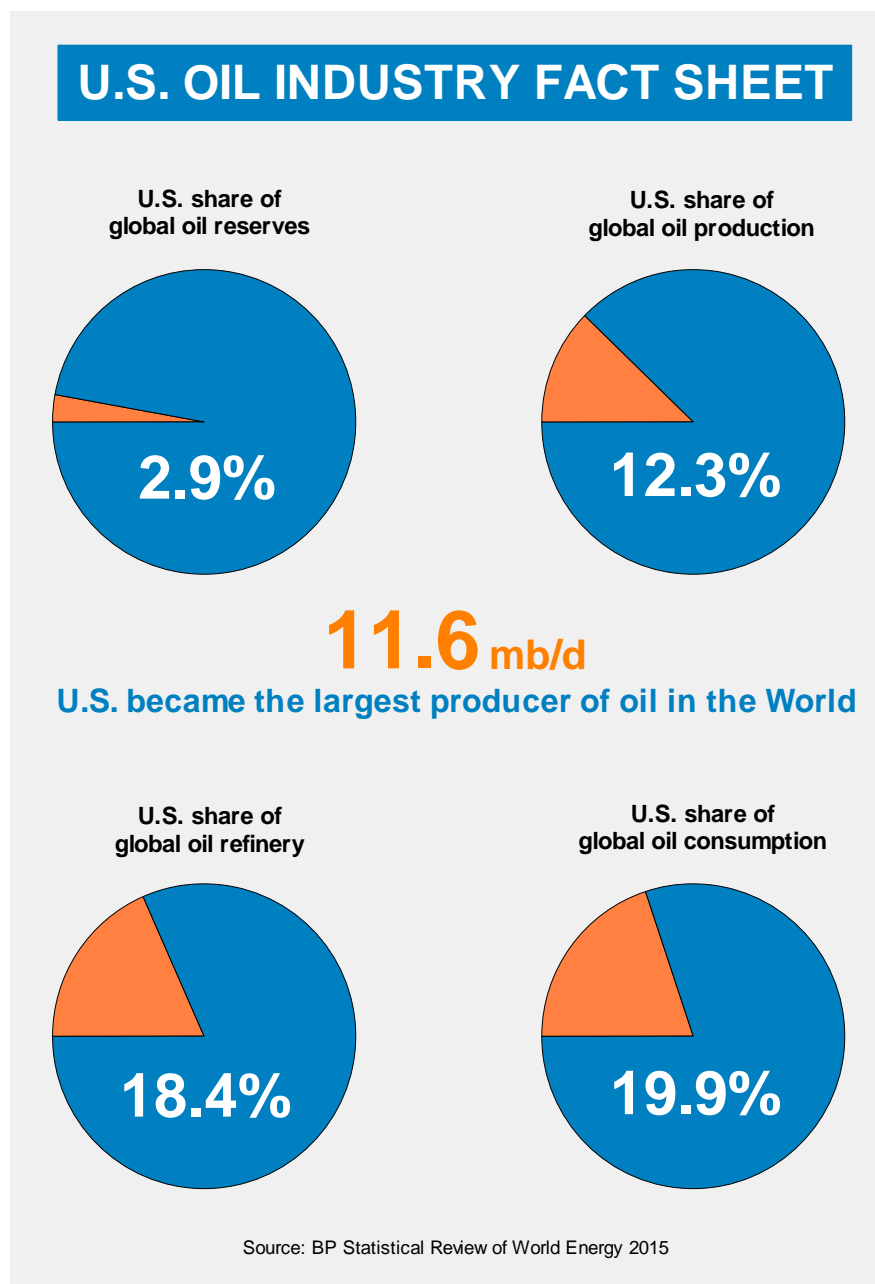 U.S. OIL INDUSTRY FACT SHEET
U.S. share of
global oil reserves
2.9%
U.S. share of
global oil production
12.3%
11.6 mb/d
U.S. became the largest producer of oil in the World
U.S. share of
global oil refinery
18.4%
U.S. share of
global oil consumption
19.9%
Source: BP Statistical Review of World Energy 2015